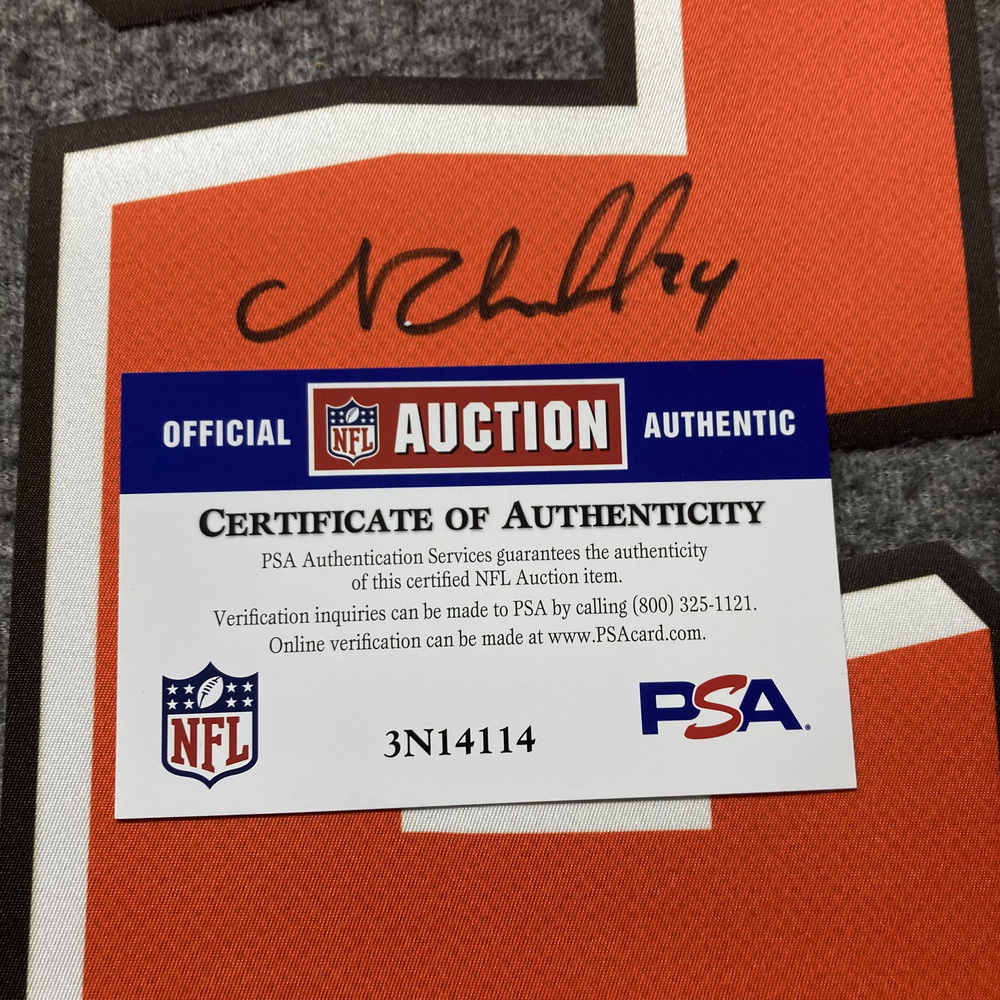 N Chubb 24
OFFICIAL NFL AUCTION AUTHENTIC
CERTIFICATE OF AUTHENTICITY
PSA Authentication Services guarantees the authenticity
of this certified NFL Auction item.
Verification inquiries can be made to PSA by calling (800) 325-1121.
Online verification can be made at www.PSAcard.com.
NFL
3N14114
PSA